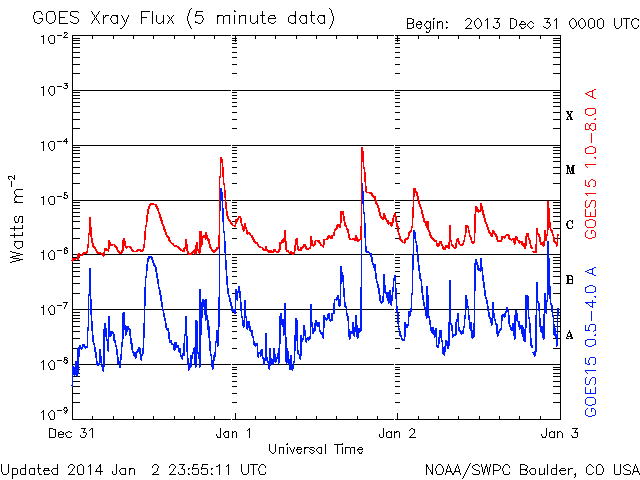 GOES Xray Flux (5 minute data)
Begin: 2013 Dec 31 0000 UTC
10-2
10-3
10-4
10-5
10-6
10-7
10-8
10-9
Watts m-2
X
M
C
B
A
GOES15 1.0-8.0 A
GOES15 0.5-4.0 A
Dec 31
Jan 1
Jan 2
Jan 3
Universal Time
Updated 2014 Jan 2 23:55:11 UTC
NOAA/SWPC Boulder, CO USA